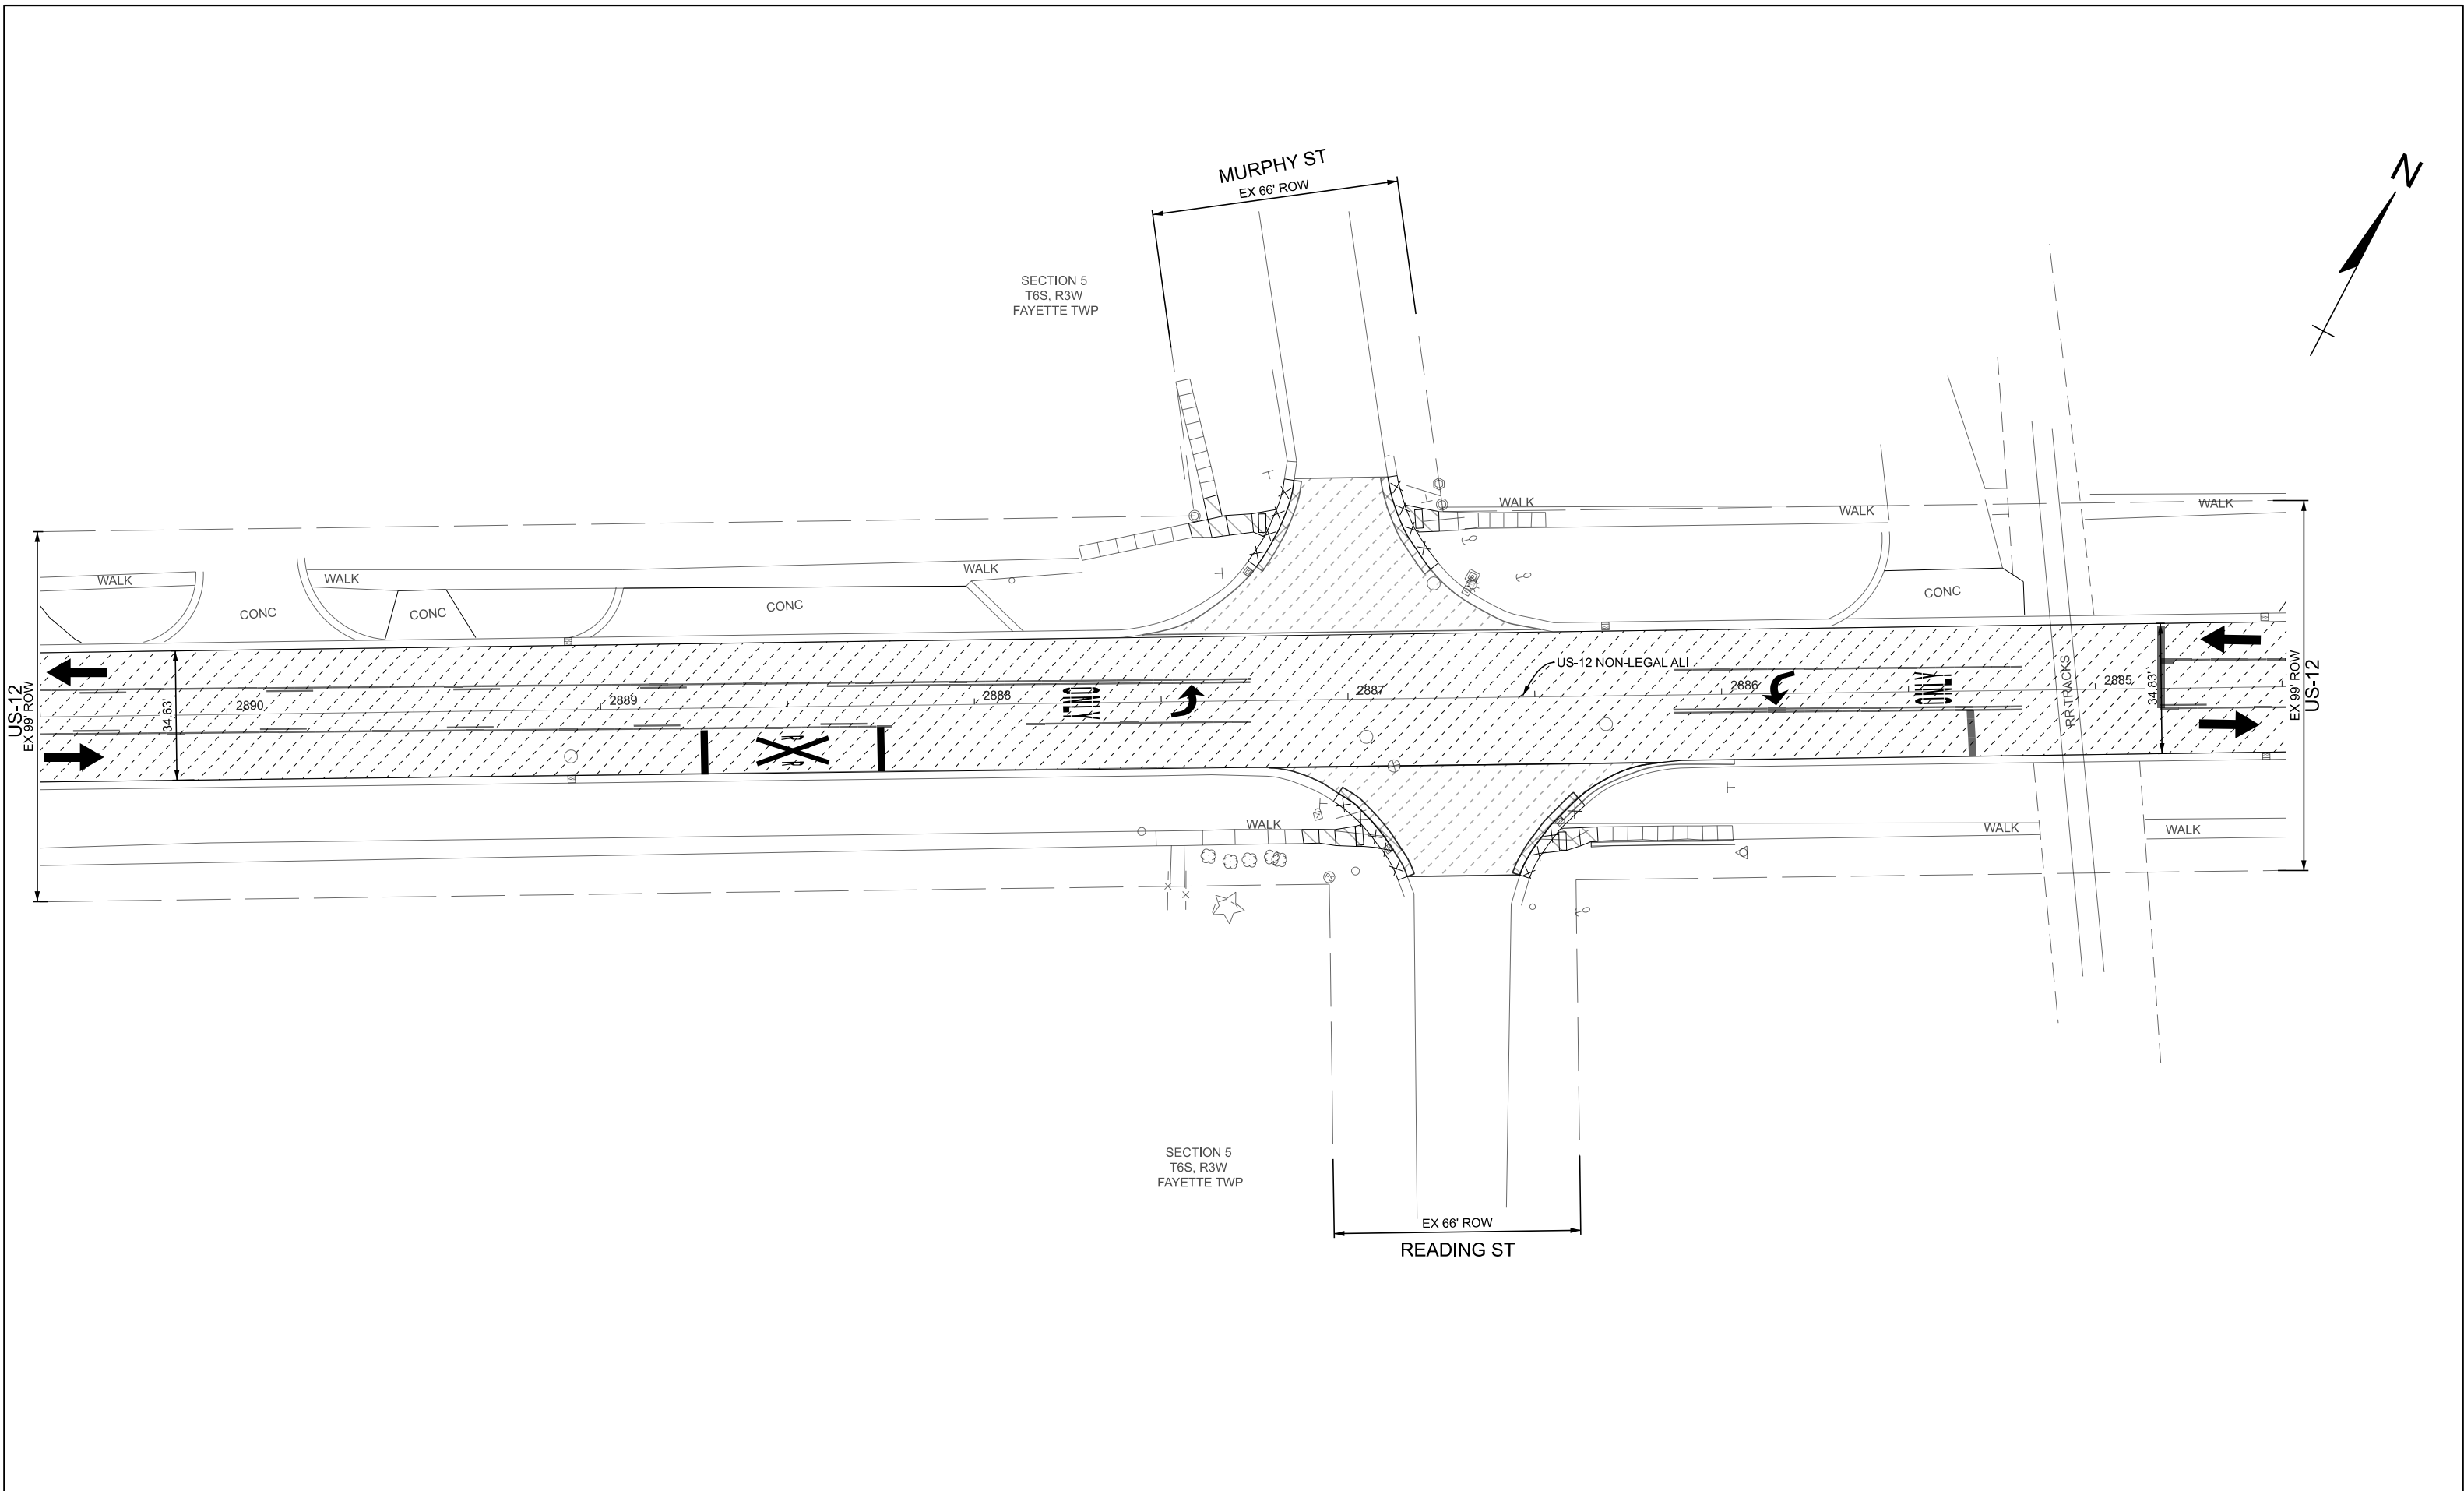 N
MURPHY ST
EX 66' ROW
SECTION 5
T6S, R3W
FAYETTE TWP
WALK
WALK
WALK
WALK
WALK
WALK
CONC
CONC
CONC
CONC
US-12
EX 99' ROW
34.63'
2890
2889
2888
ONLY
2887
US-12 NON-LEGAL ALI
2886
ONLY
RR-TRACKS
2885
34.83'
EX 99' ROW
US-12
R
R
WALK
WALK
WALK
SECTION 5
T6S, R3W
FAYETTE TWP
EX 66' ROW
READING ST